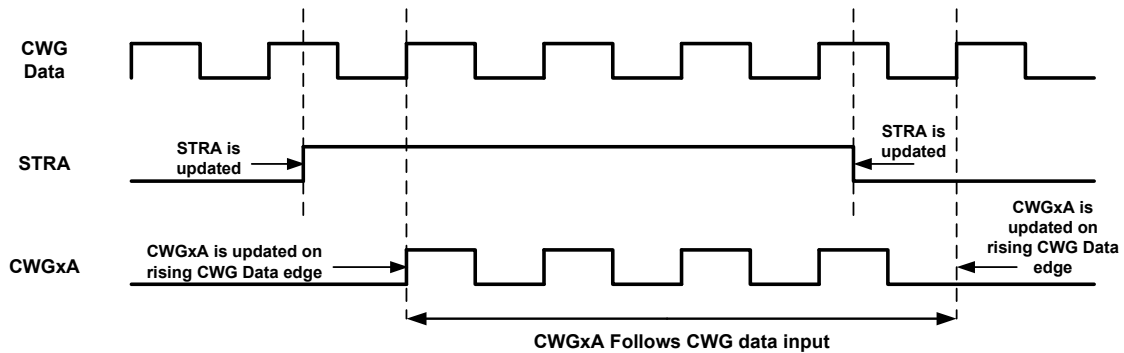 CWG
Data
STRA
STRA is
updated
STRA is
updated
CWGxA
CWGxA is updated on
rising CWG Data edge
CWGxA is
updated on
rising CWG Data
edge
CWGxA Follows CWG data input